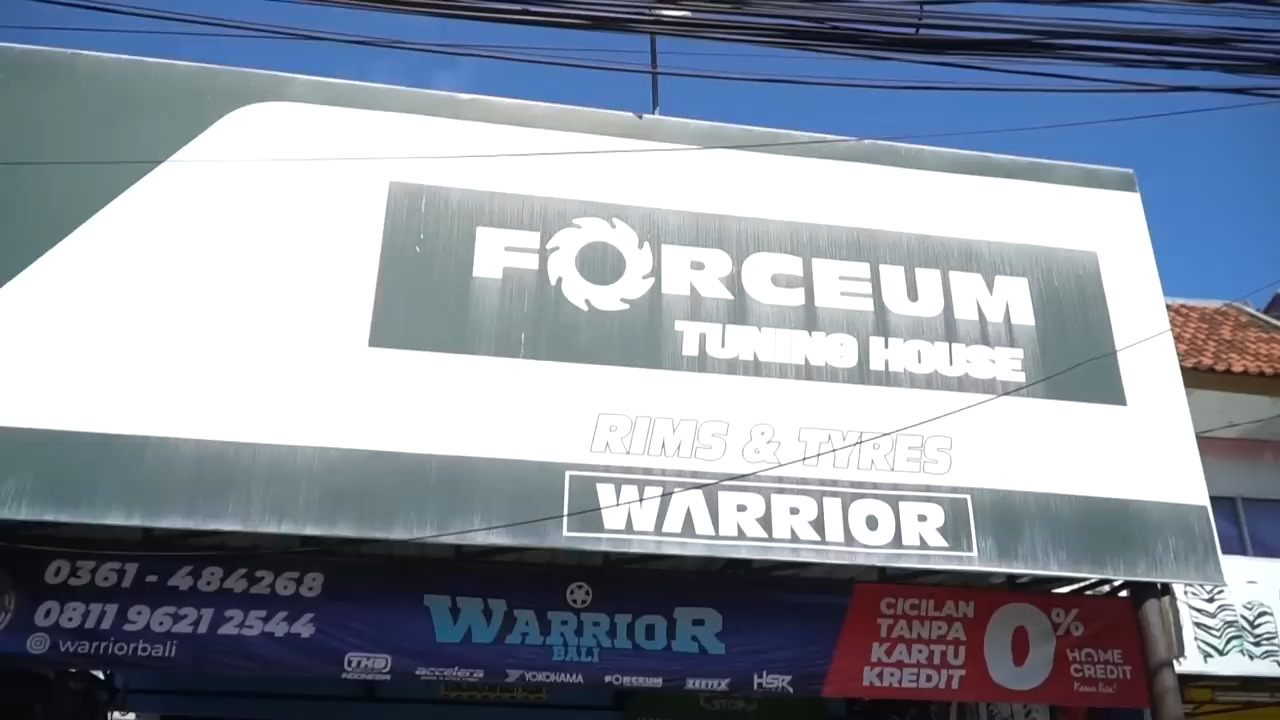 FORCEUM
TUNING HOUSE
RIMS & TYRES
WARRIOR
0361 - 484268
0811 9621 2544
warriorbali
WARRIOR
BALI
accelera
YOKOHAMA
FORCEUM
ZEETEX
HSR
CICILAN
TANPA
KARTU
KREDIT
0%
HOME
CREDIT